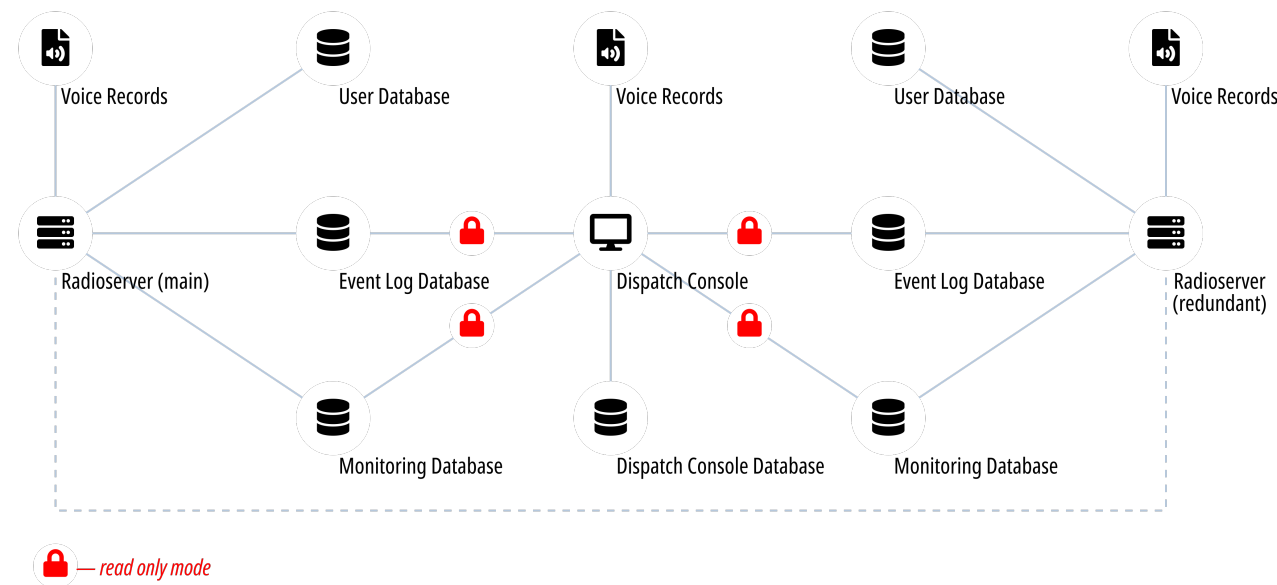 Voice Records
User Database
Voice Records
User Database
Voice Records
Radioserver (main)
Event Log Database
Dispatch Console
Event Log Database
Radioserver
(redundant)
Monitoring Database
Dispatch Console Database
Monitoring Database
— read only mode